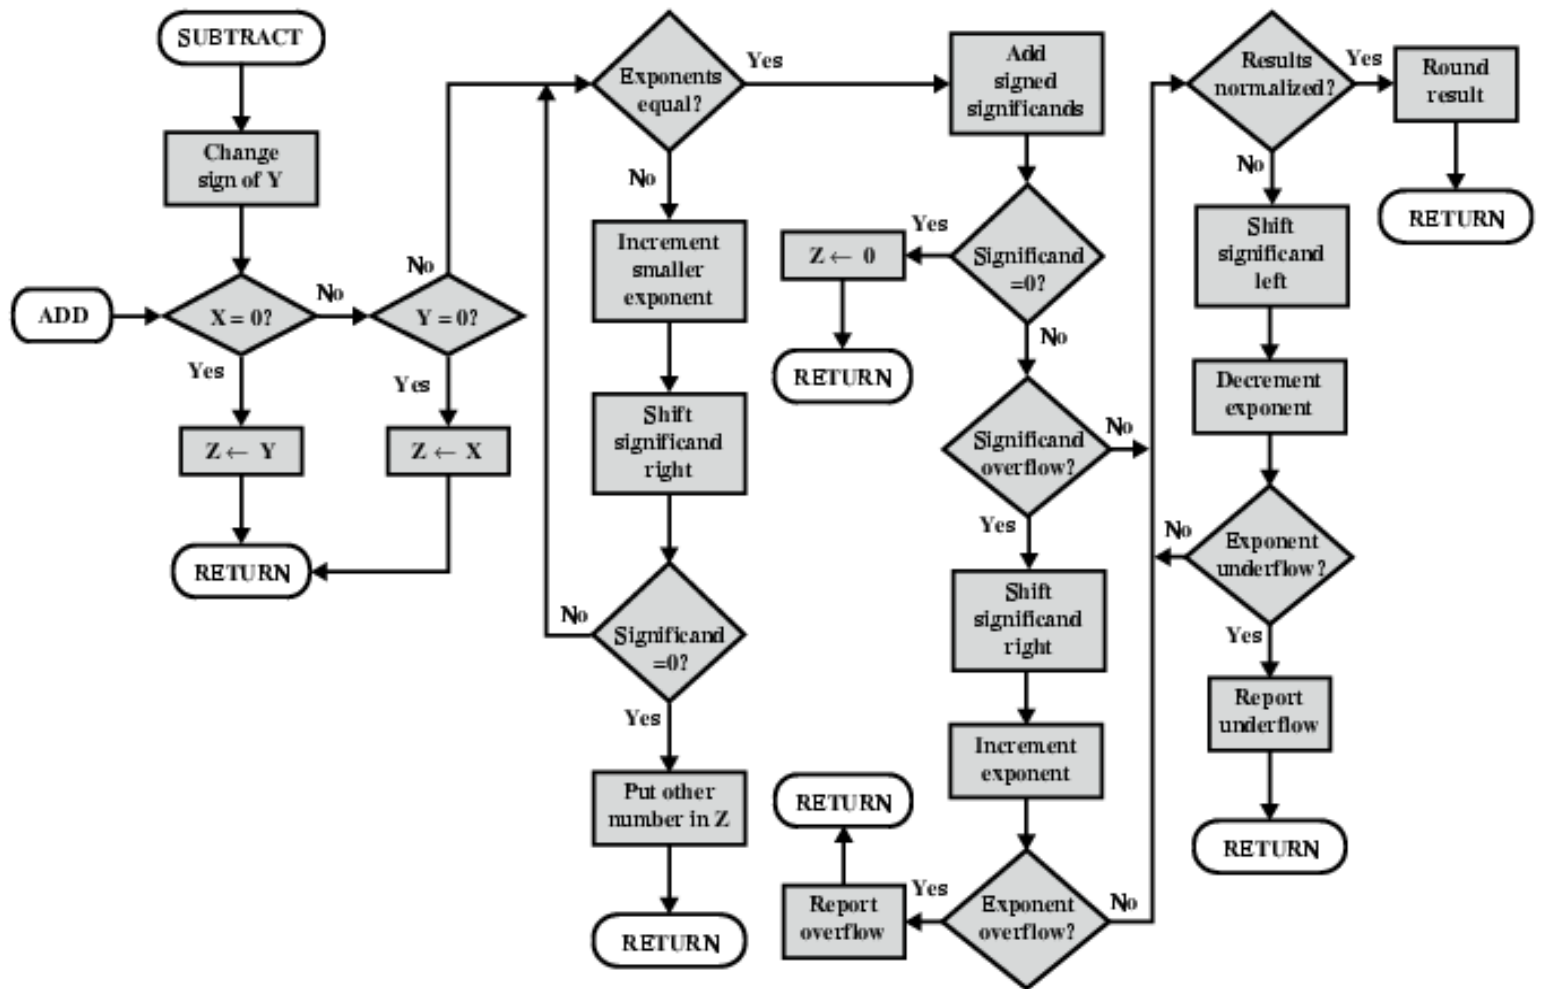 SUBTRACT
Change
sign of Y
ADD
X = 0?
No
Yes
Z ← Y
RETURN
Y = 0?
No
Yes
Z ← X
Exponents
equal?
Yes
No
Increment
smaller
exponent
Shift
significand
right
Significand
=0?
No
Yes
Put other
number in Z
RETURN
Add
signed
significands
Significand
=0?
Yes
Z ← 0
RETURN
No
Significand
overflow?
No
Yes
Shift
significand
right
Increment
exponent
Exponent
overflow?
Yes
Report
overflow
RETURN
No
Results
normalized?
Yes
Round
result
RETURN
No
Shift
significand
left
Decrement
exponent
Exponent
underflow?
No
Yes
Report
underflow
RETURN